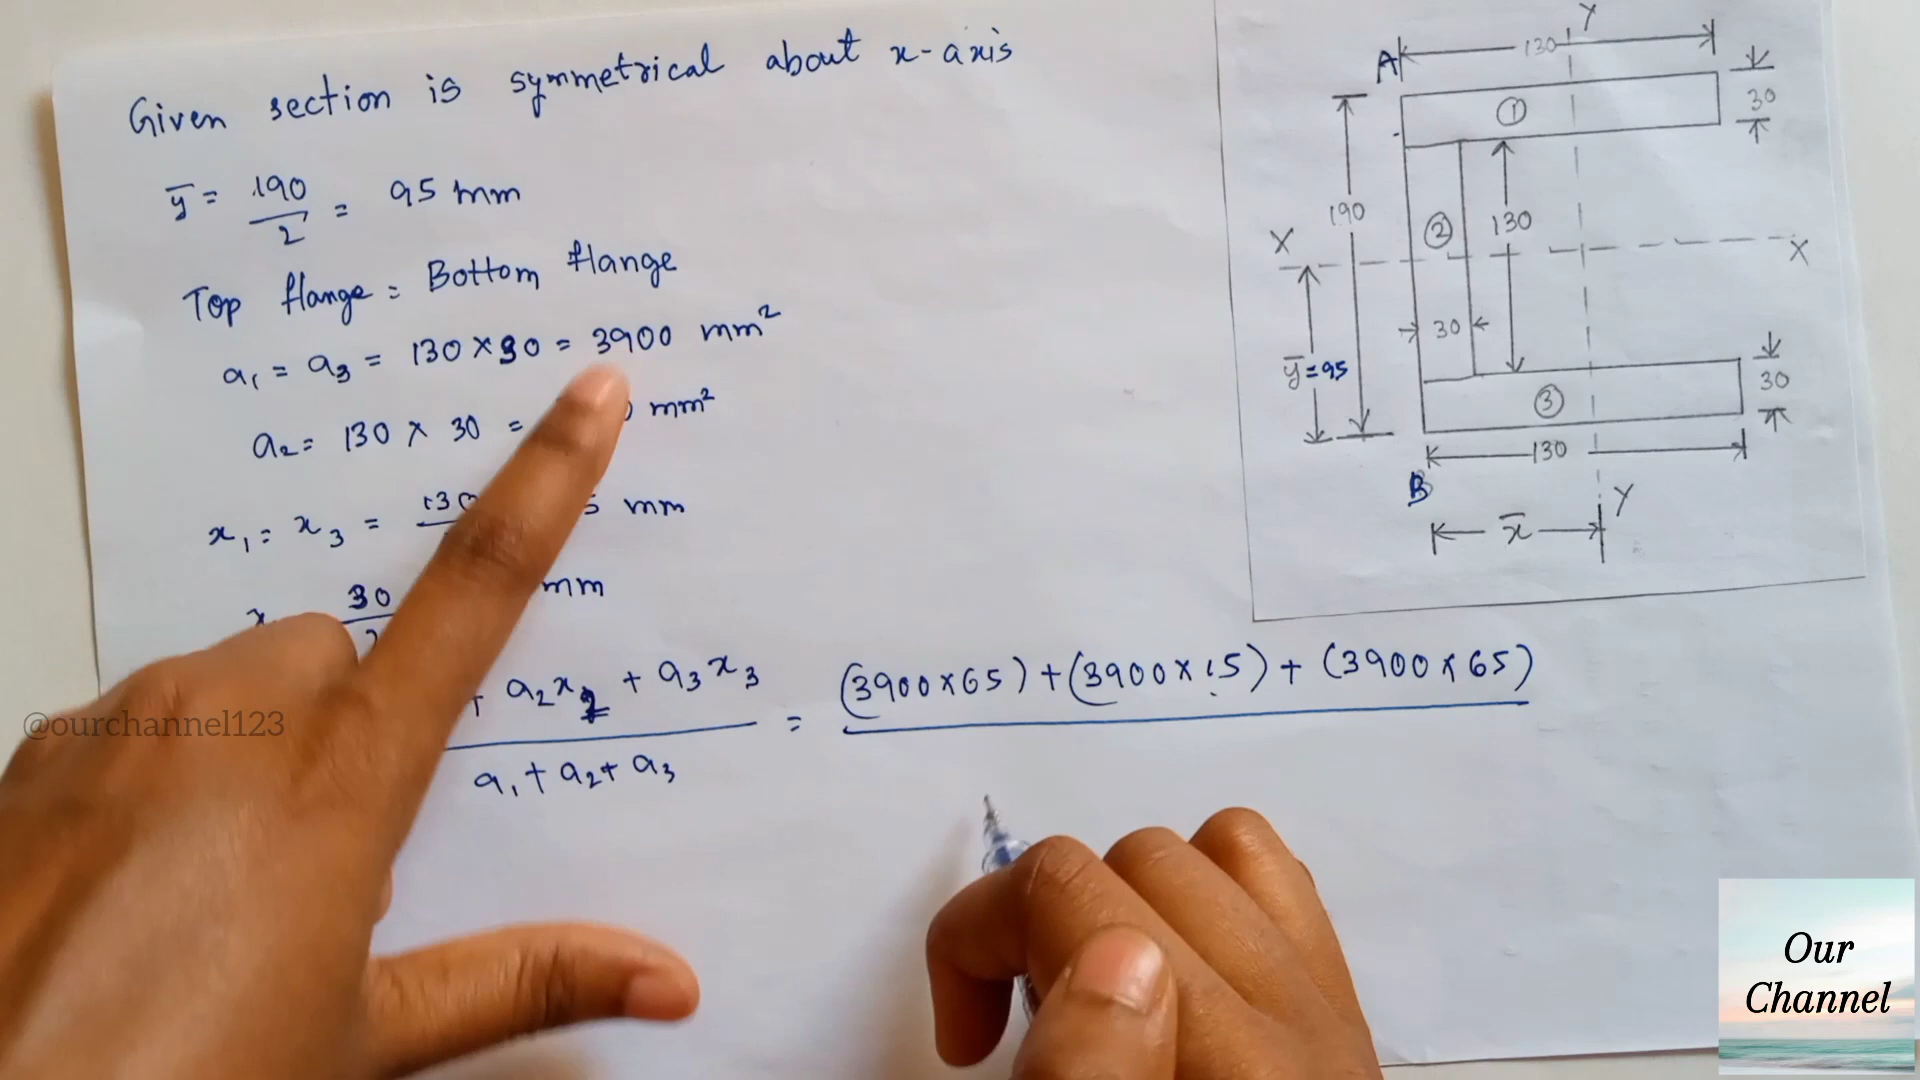 Given section is symmetrical about x-axis
y̅ = 190/2 = 95 mm
Top flange = Bottom flange
a₁ = a₃ = 130 × 30 = 3900 mm²
a₂ = 130 × 30 = mm²
x₁ = x₃ = 130 5 mm
30 mm
+ a₂x₂ + a₃x₃ = (3900×65) + (3900×15) + (3900×65)
a₁ + a₂ + a₃
Y
A
130
30
①
190
②
130
X
X
30
y̅=95
③
30
130
B
Y
x̅
@ourchannel123
Our
Channel